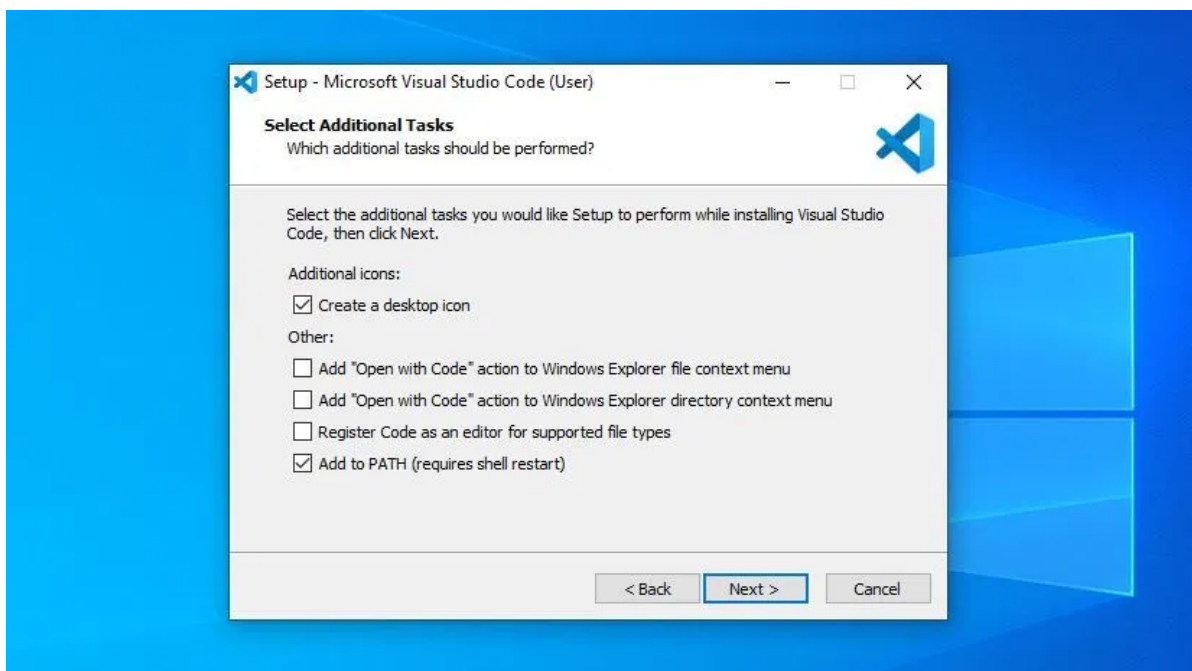 Setup - Microsoft Visual Studio Code (User)
Select Additional Tasks
Which additional tasks should be performed?
Select the additional tasks you would like Setup to perform while installing Visual Studio
Code, then click Next.
Additional icons:
Create a desktop icon
Other:
Add "Open with Code" action to Windows Explorer file context menu
Add "Open with Code" action to Windows Explorer directory context menu
Register Code as an editor for supported file types
Add to PATH (requires shell restart)
< Back Next > Cancel